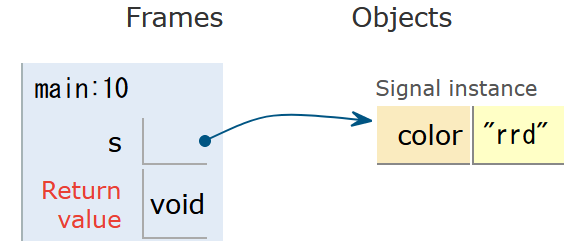 Frames
Objects
main:10
s
Return
value
void
Signal instance
color
"rrd"